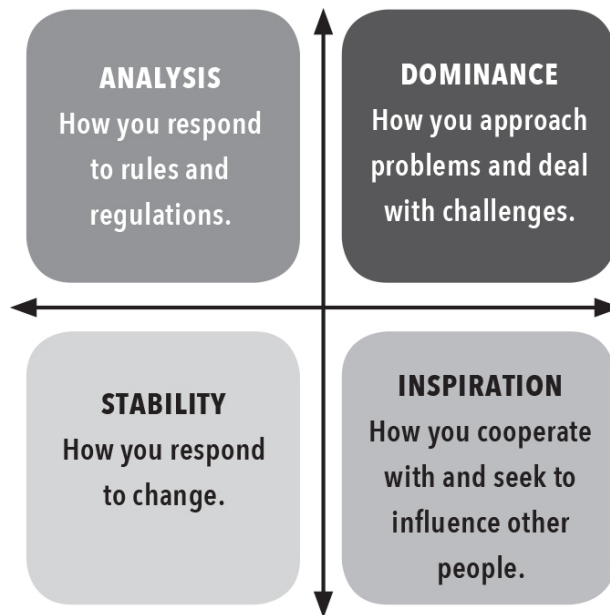 ANALYSIS
How you respond
to rules and
regulations.
DOMINANCE
How you approach
problems and deal
with challenges.
STABILITY
How you respond
to change.
INSPIRATION
How you cooperate
with and seek to
influence other
people.